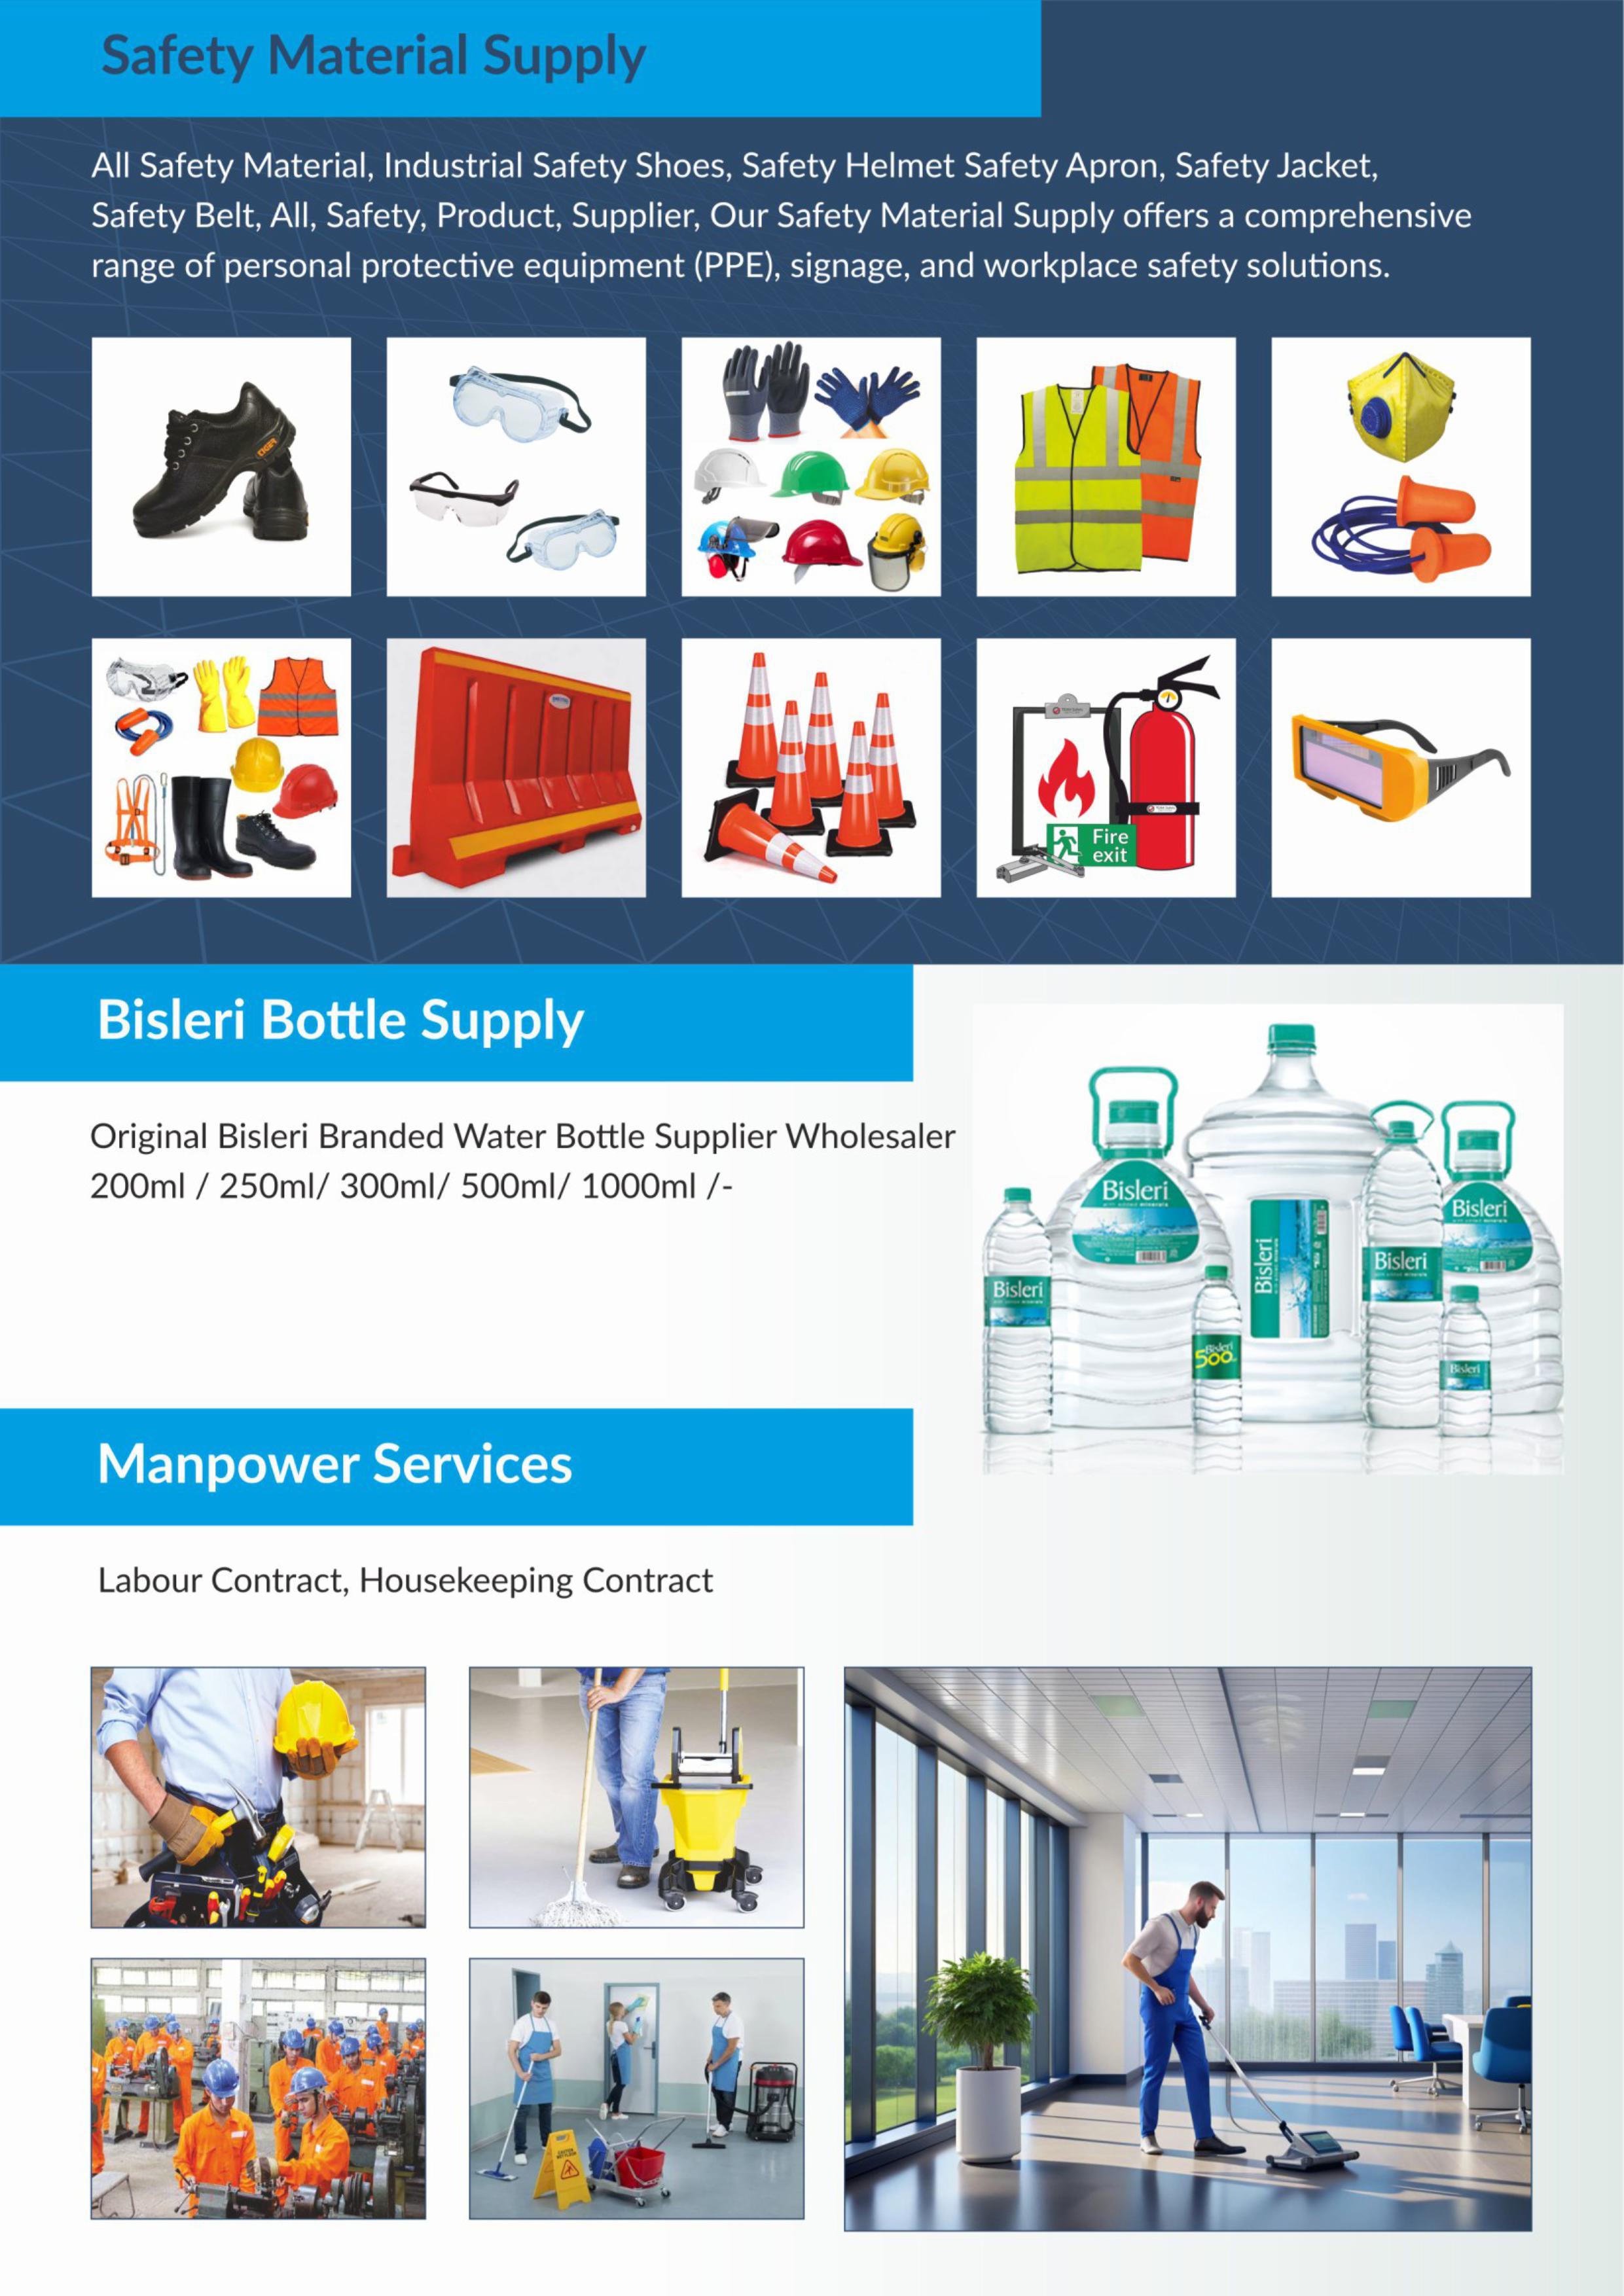 Safety Material Supply
All Safety Material, Industrial Safety Shoes, Safety Helmet Safety Apron, Safety Jacket,
Safety Belt, All, Safety, Product, Supplier, Our Safety Material Supply offers a comprehensive
range of personal protective equipment (PPE), signage, and workplace safety solutions.
Fire
exit
Bisleri Bottle Supply
Original Bisleri Branded Water Bottle Supplier Wholesaler
200ml / 250ml/ 300ml/ 500ml/ 1000ml /-
Bisleri
Bisleri
Bisleri
Bisleri
Bisleri
Bisleri
500
Bisleri
Manpower Services
Labour Contract, Housekeeping Contract